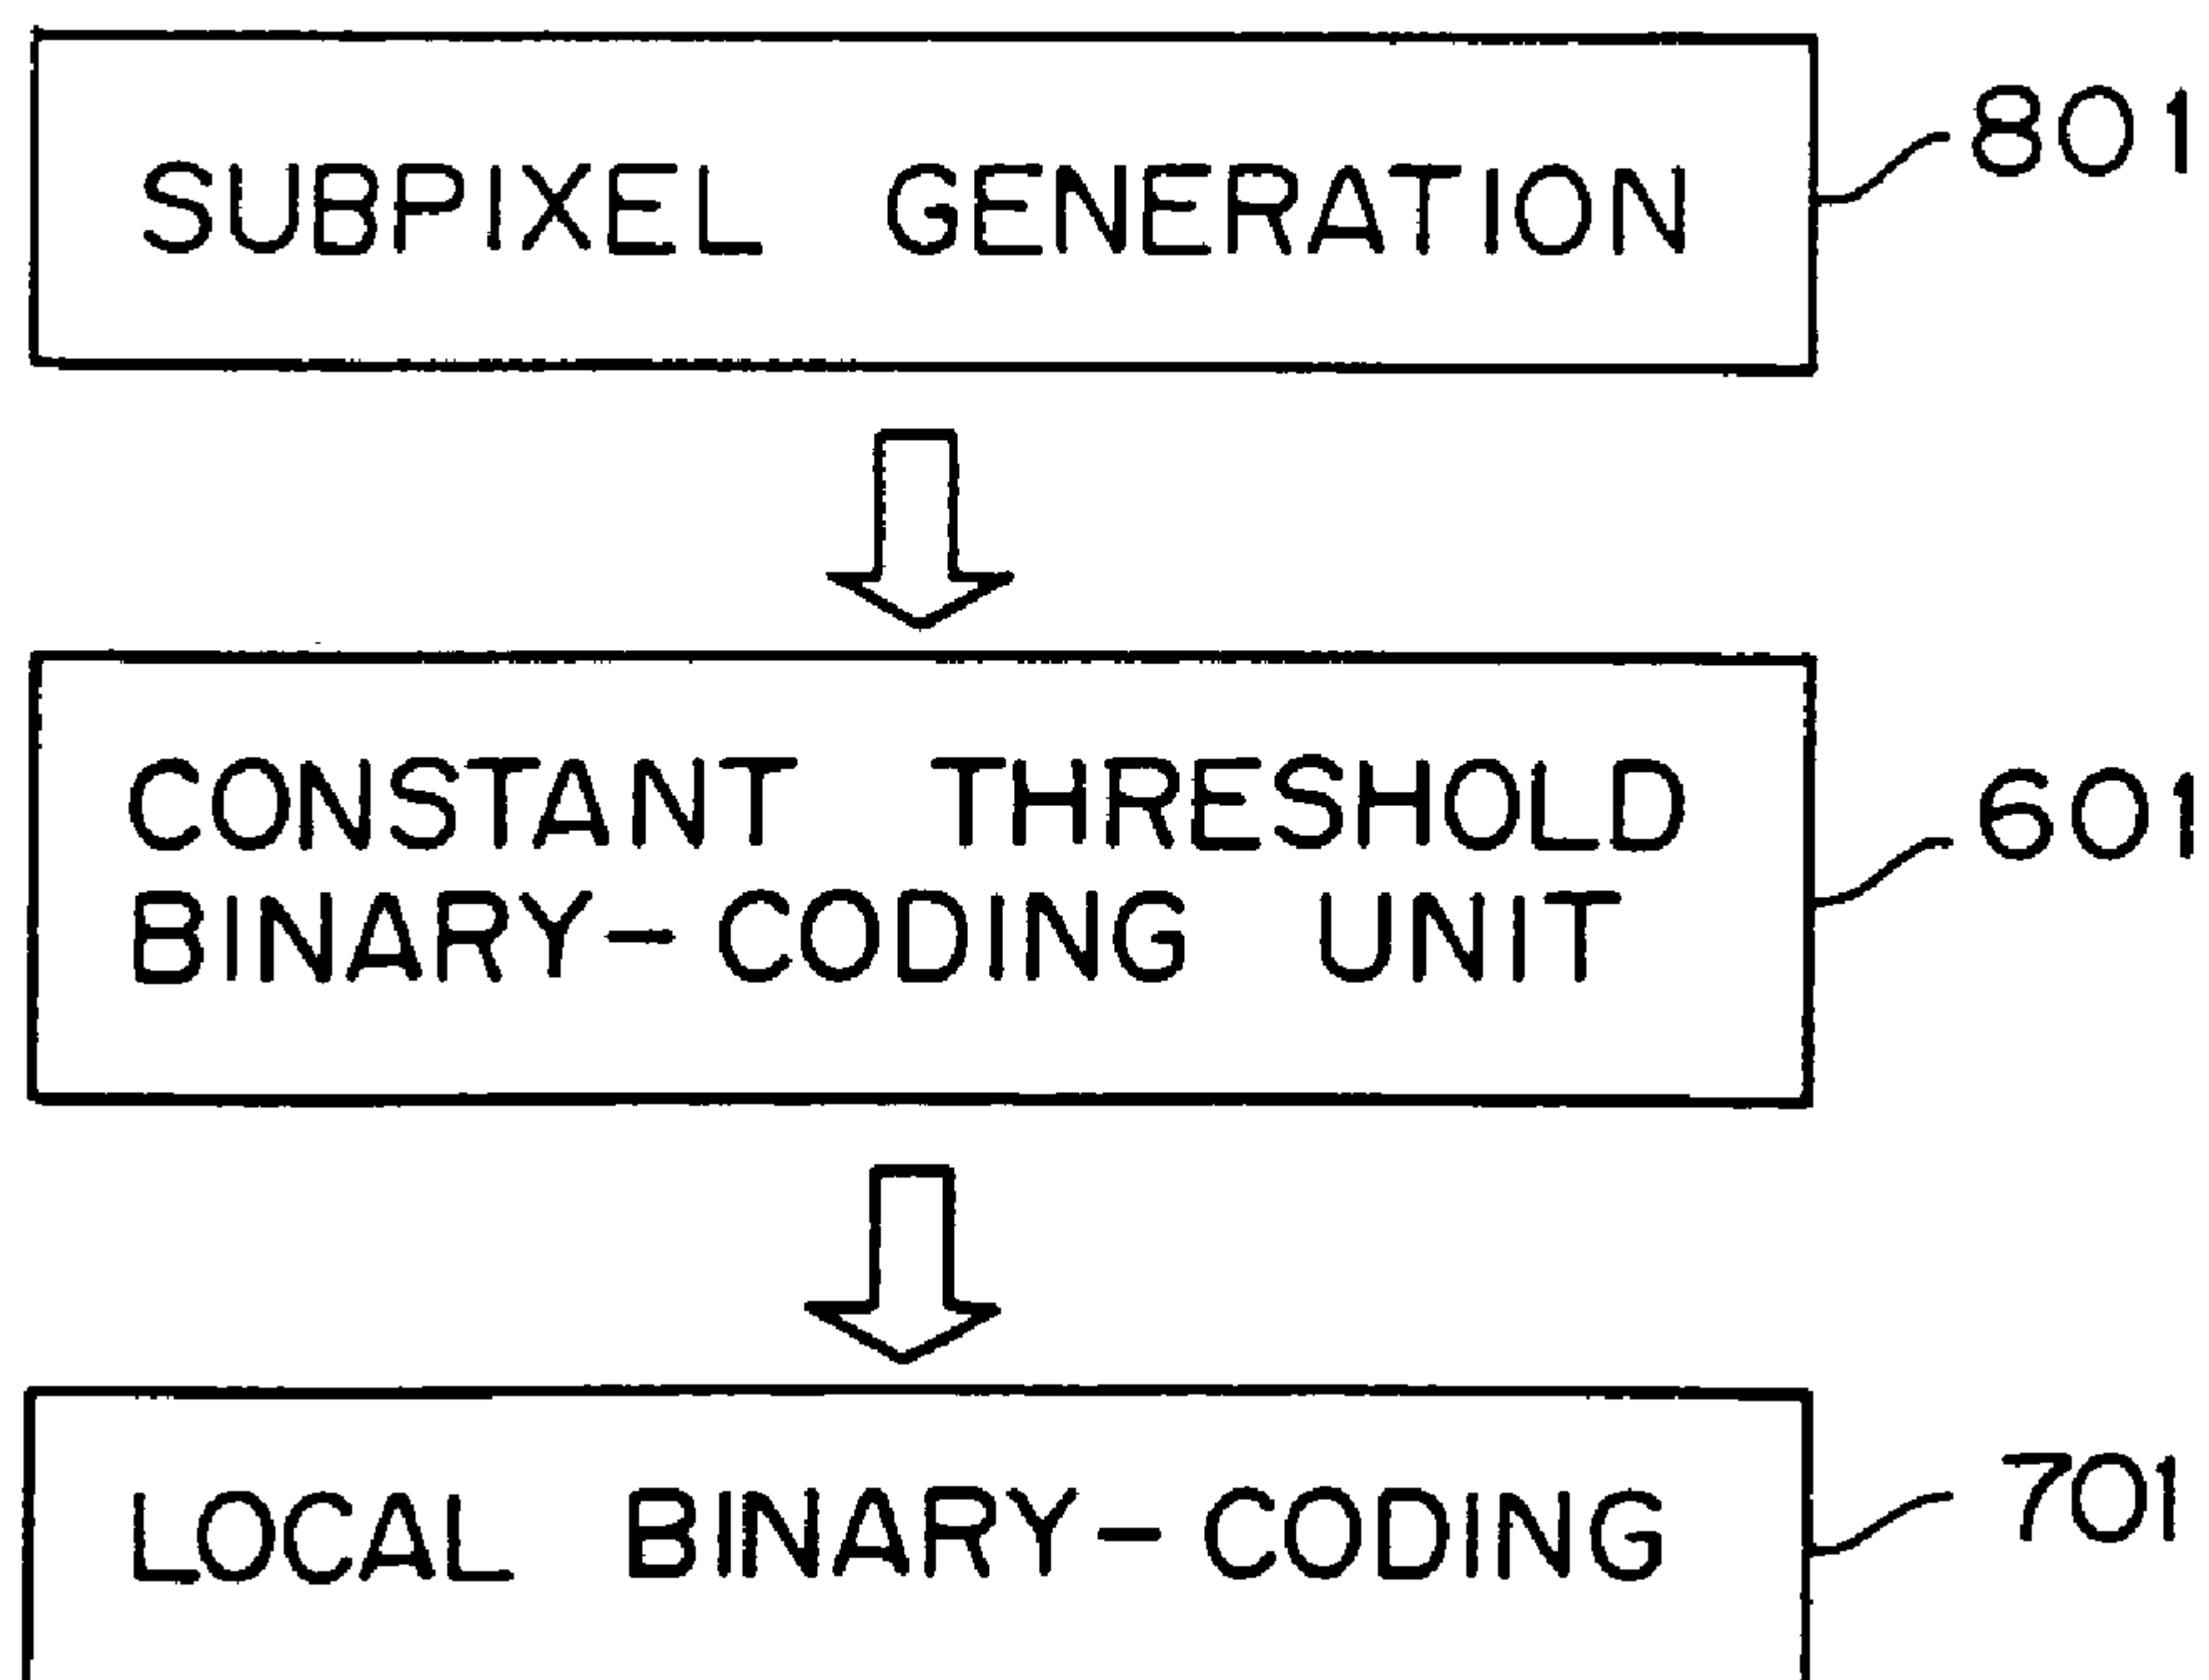 SUBPIXEL GENERATION
801
CONSTANT THRESHOLD
BINARY-CODING UNIT
601
LOCAL BINARY-CODING
701